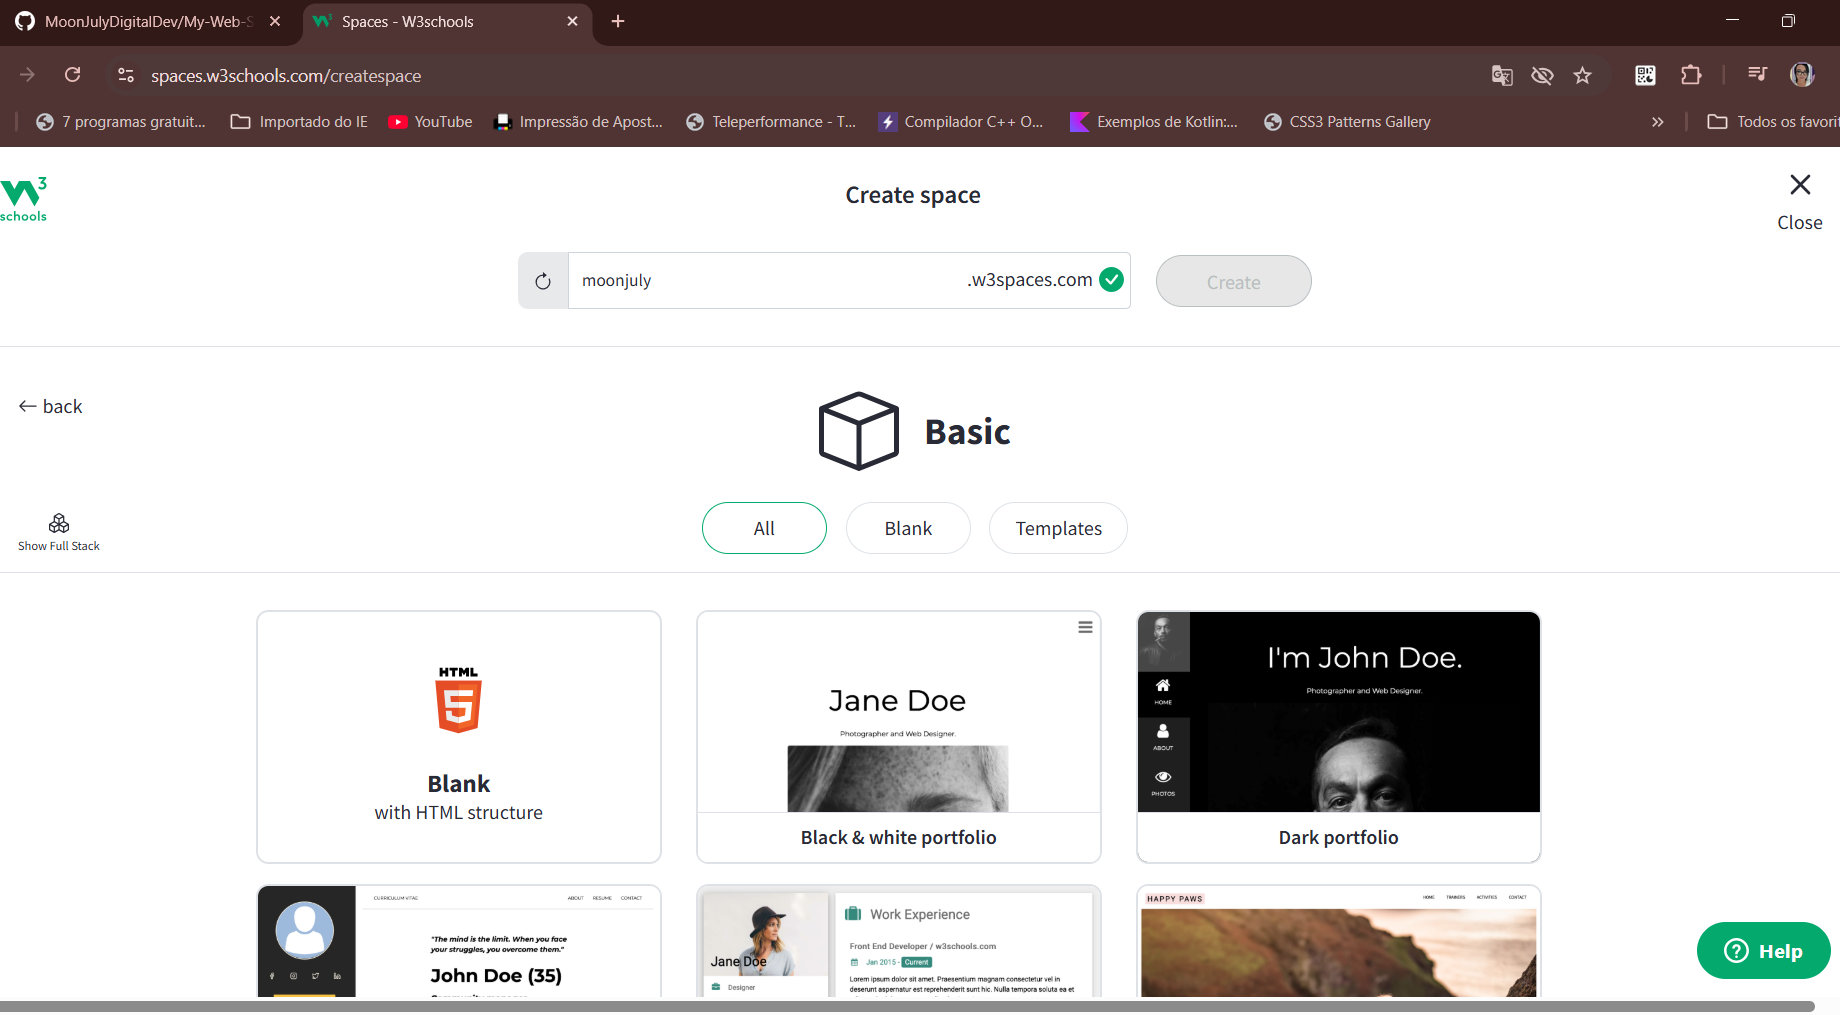 MoonJulyDigitalDev/My-Web-S
Spaces - W3schools
spaces.w3schools.com/createspace
7 programas gratuit...
Importado do IE
YouTube
Impressão de Apost...
Teleperformance - T...
Compilador C++ O...
Exemplos de Kotlin:...
CSS3 Patterns Gallery
Todos os favorit
W3
schools
Create space
Close
moonjuly
.w3spaces.com
Create
← back
Basic
Show Full Stack
All
Blank
Templates
HTML
5
Blank
with HTML structure
Jane Doe
Photographer and Web Designer.
Black & white portfolio
I'm John Doe.
Photographer and Web Designer.
HOME
ABOUT
PHOTOS
Dark portfolio
CURRICULUM VITAE
ABOUT
RESUME
CONTACT
"The mind is the limit. When you face
your struggles, you overcome them."
John Doe (35)
Jane Doe
Designer
Work Experience
Front End Developer / w3schools.com
Jan 2015 - Current
Lorem ipsum dolor sit amet. Praesentium magnam consectetur vel in
deserunt aspernatur est reprehenderit sunt hic. Nulla tempora soluta ea et
HAPPY PAWS
HOME
TRAINERS
ACTIVITIES
CONTACT
? Help